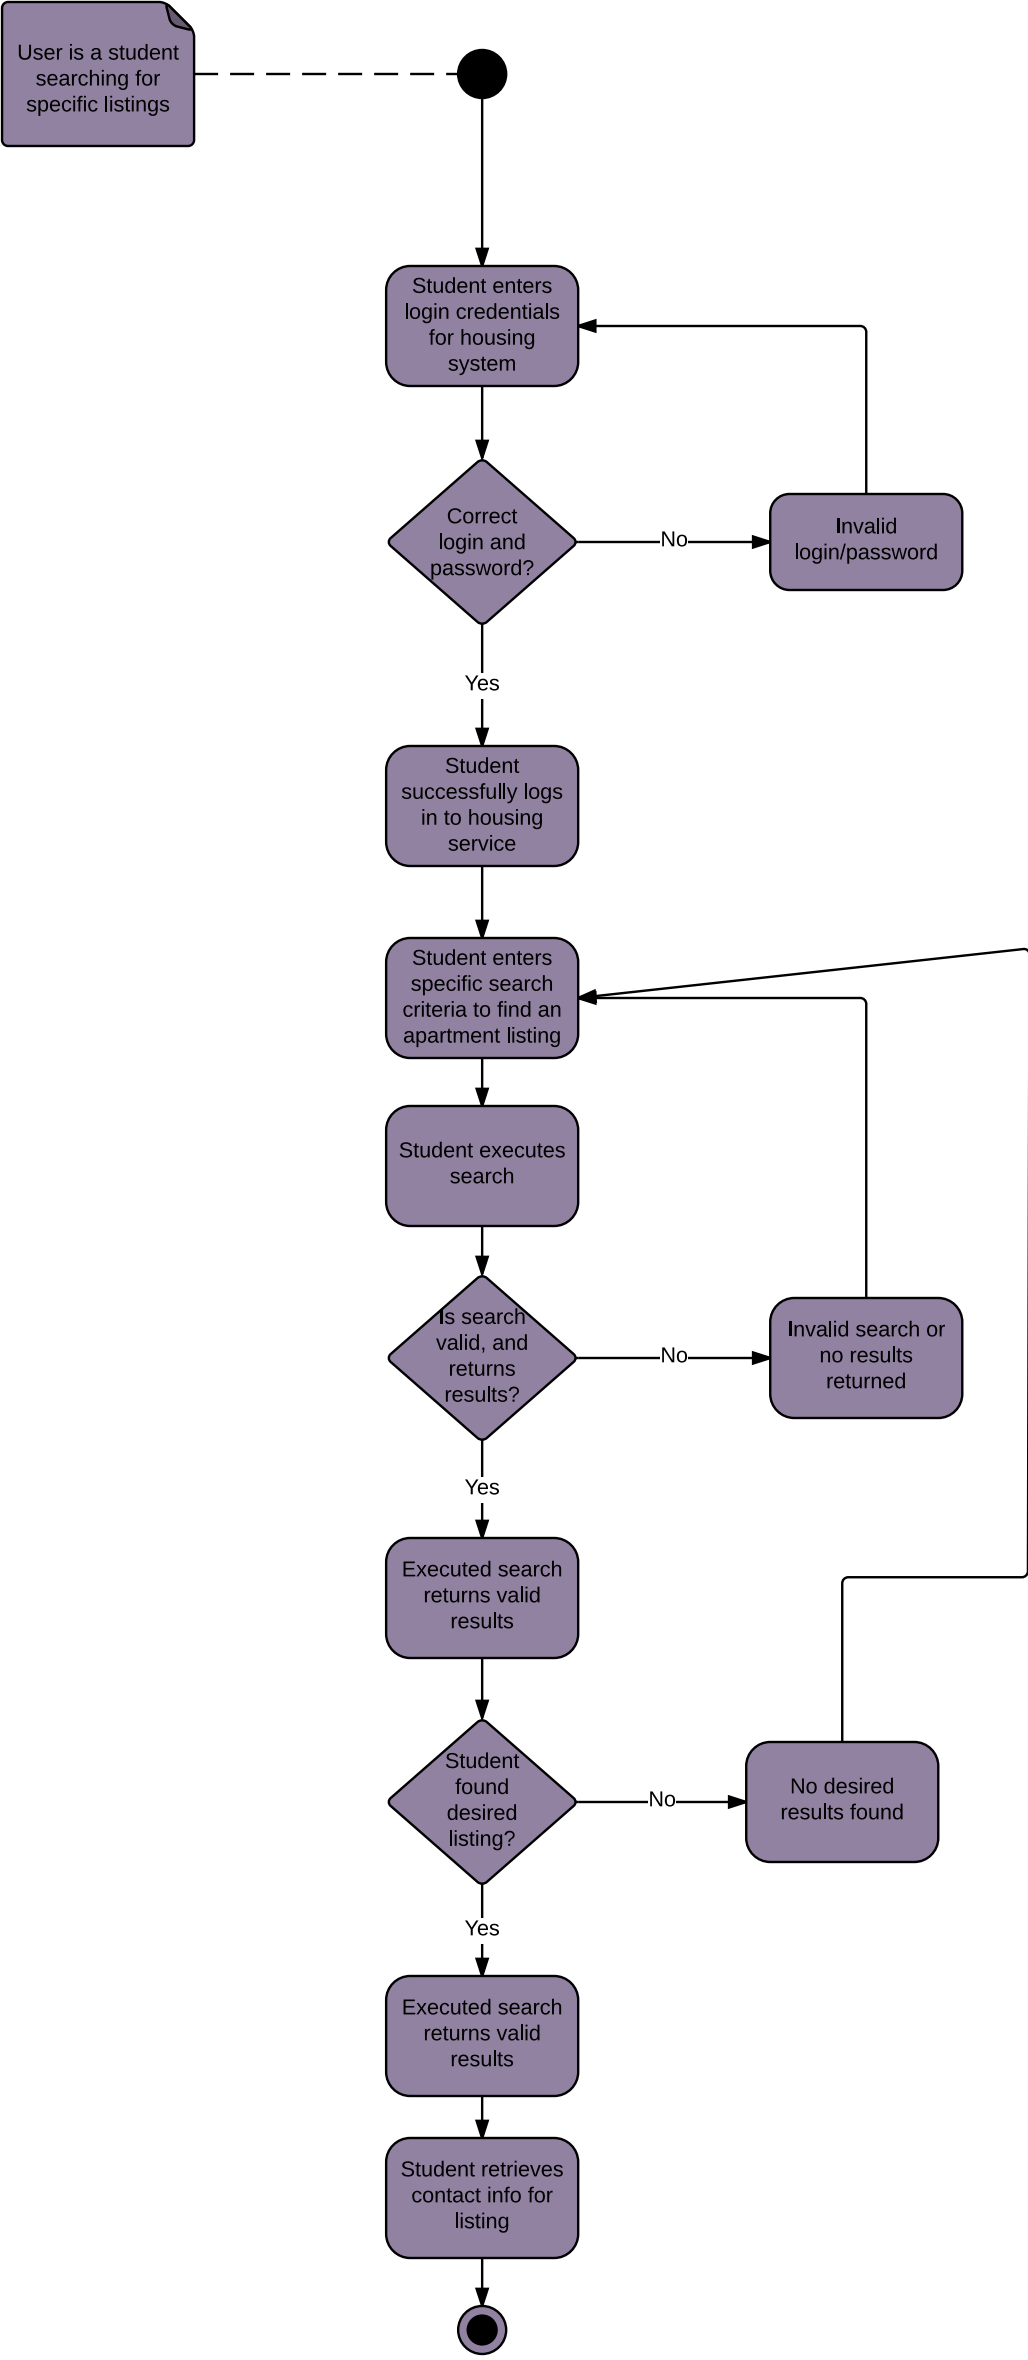 User is a student
searching for
specific listings
Student enters
login credentials
for housing
system
Correct
login and
password?
No
Invalid
login/password
Yes
Student
successfully logs
in to housing
service
Student enters
specific search
criteria to find an
apartment listing
Student executes
search
Is search
valid, and
returns
results?
No
Invalid search or
no results
returned
Yes
Executed search
returns valid
results
Student
found
desired
listing?
No
No desired
results found
Yes
Executed search
returns valid
results
Student retrieves
contact info for
listing